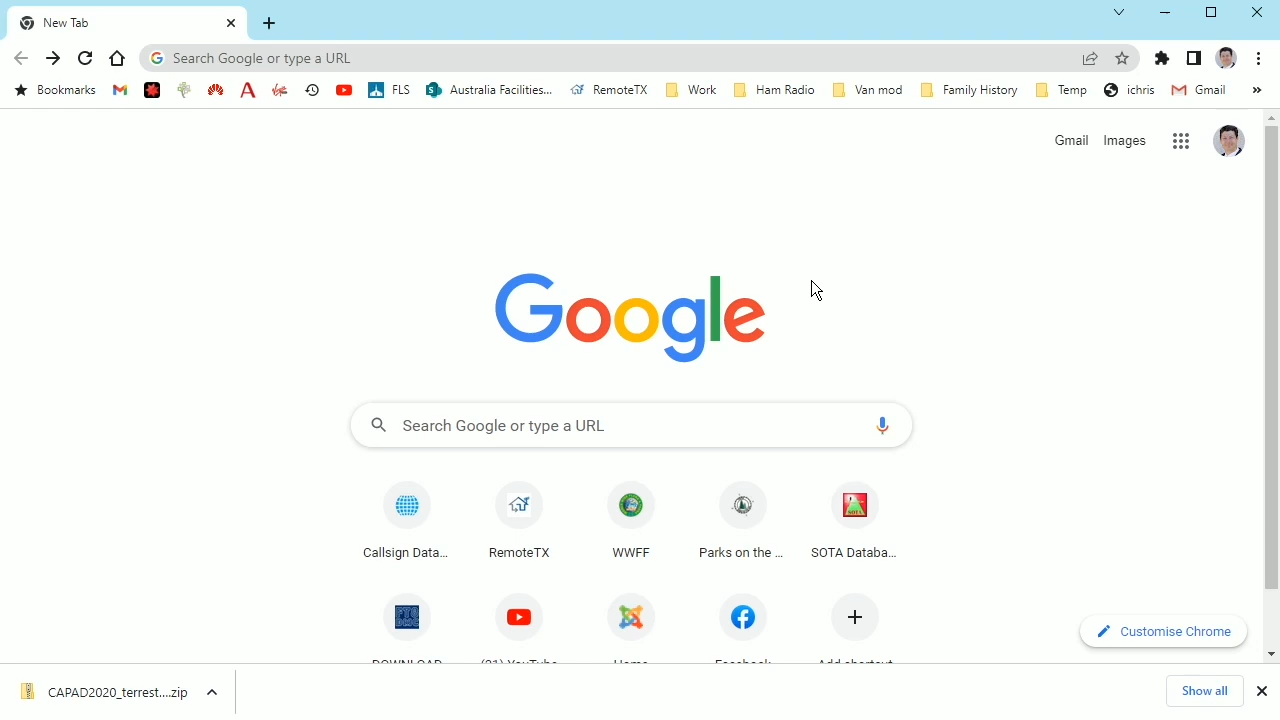 New Tab
Search Google or type a URL
Bookmarks FLS Australia Facilities... RemoteTX Work Ham Radio Van mod Family History Temp ichris Gmail »
Gmail Images
Google
Search Google or type a URL
Callsign Data... RemoteTX WWFF Parks on the ... SOTA Databa...
CAPAD2020_terrest....zip
Customise Chrome
Show all